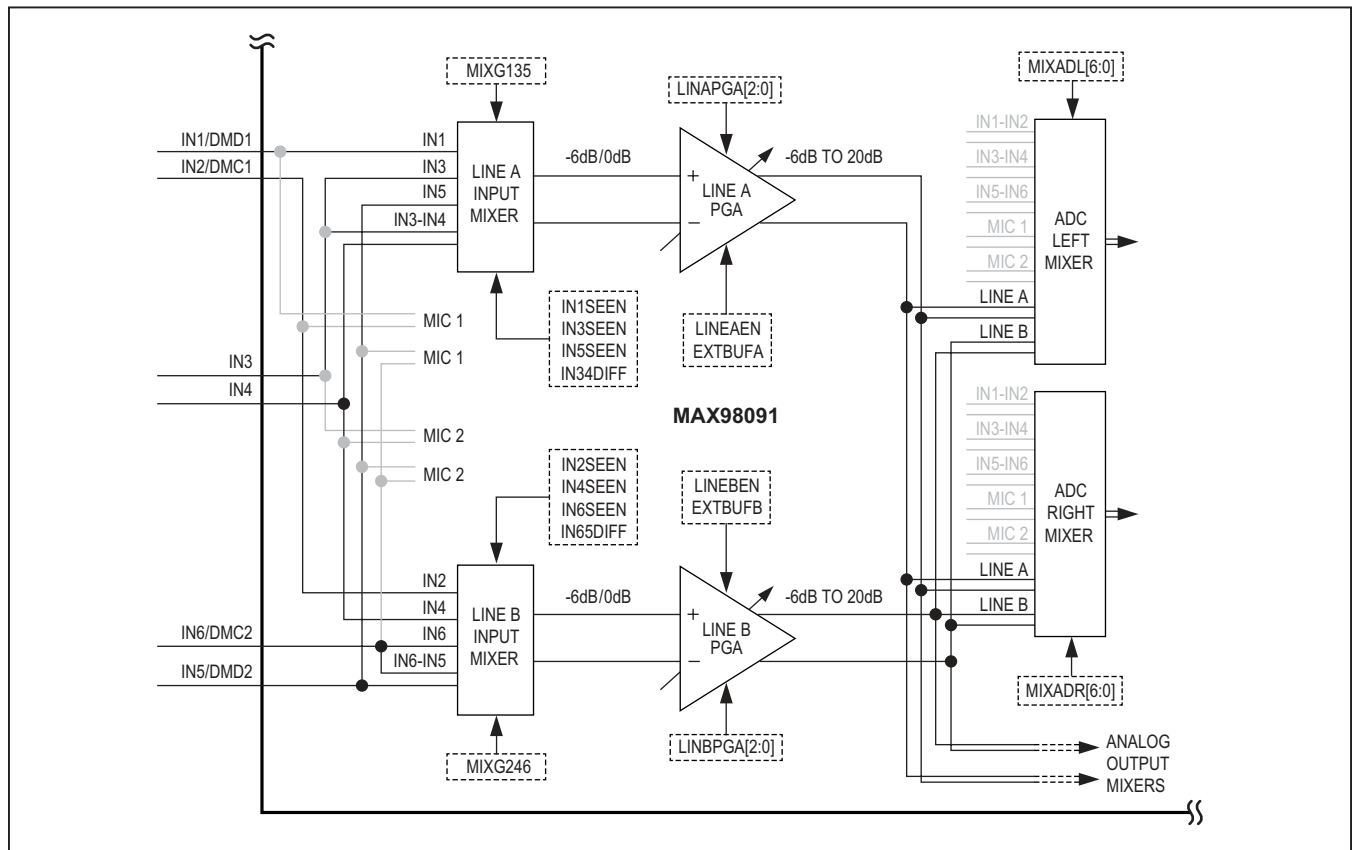 MIXG135
LINAPGA[2:0]
MIXADL[6:0]
IN1/DMD1
IN2/DMC1
IN3
IN4
IN6/DMC2
IN5/DMD2
IN1
IN3
IN5
IN3-IN4
LINE A
INPUT
MIXER
-6dB/0dB
+
−
LINE A
PGA
-6dB TO 20dB
IN1SEEN
IN3SEEN
IN5SEEN
IN34DIFF
LINEAEN
EXTBUFA
MIC 1
MIC 1
MIC 2
MIC 2
MAX98091
IN2SEEN
IN4SEEN
IN6SEEN
IN65DIFF
LINEBEN
EXTBUFB
IN2
IN4
IN6
IN6-IN5
LINE B
INPUT
MIXER
-6dB/0dB
+
−
LINE B
PGA
-6dB TO 20dB
MIXG246
LINBPGA[2:0]
IN1-IN2
IN3-IN4
IN5-IN6
MIC 1
MIC 2
LINE A
LINE B
ADC
LEFT
MIXER
IN1-IN2
IN3-IN4
IN5-IN6
MIC 1
MIC 2
LINE A
LINE B
ADC
RIGHT
MIXER
MIXADR[6:0]
ANALOG
OUTPUT
MIXERS